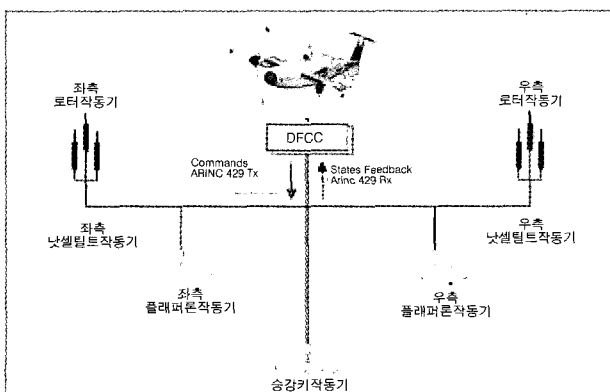 좌측
로터작동기
우측
로터작동기
DFCC
Commands
ARINC 429 Tx
States Feedback
Arinc 429 Rx
좌측
낫셀틸트작동기
우측
낫셀틸트작동기
좌측
플래퍼론작동기
우측
플래퍼론작동기
승강키작동기